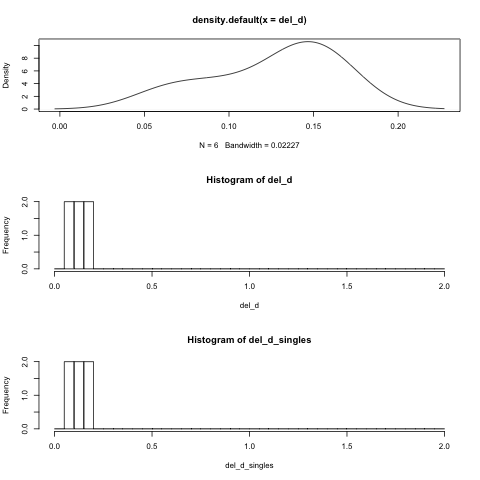 density.default(x = del_d)
Density
0 2 4 6 8
0.00 0.05 0.10 0.15 0.20
N = 6 Bandwidth = 0.02227
Histogram of del_d
Frequency
0.0 1.0 2.0
0.0 0.5 1.0 1.5 2.0
del_d
Histogram of del_d_singles
Frequency
0.0 1.0 2.0
0.0 0.5 1.0 1.5 2.0
del_d_singles